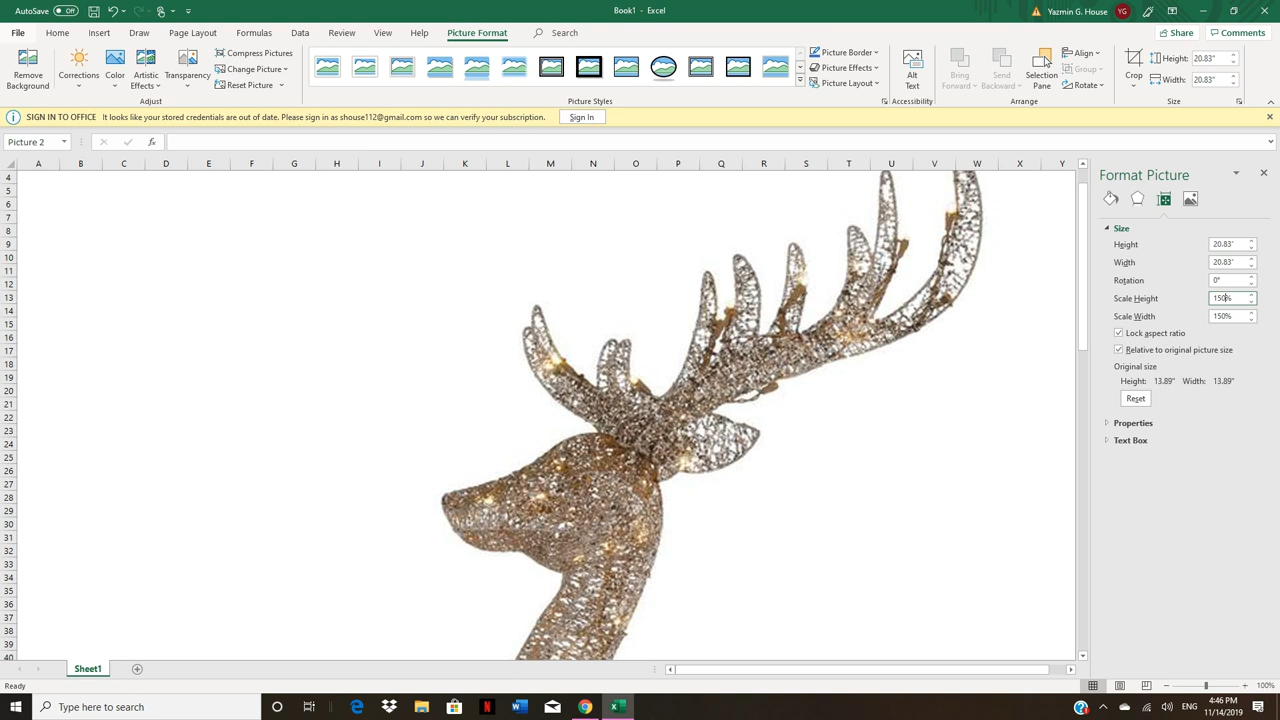 AutoSave Off Book1 - Excel Yazmin G. House YG
File Home Insert Draw Page Layout Formulas Data Review View Help Picture Format Search Share Comments
Remove Background
Corrections
Color
Artistic Effects
Transparency
Compress Pictures
Change Picture
Reset Picture
Adjust
Picture Styles
Picture Border
Picture Effects
Picture Layout
Alt Text
Accessibility
Bring Forward
Send Backward
Selection Pane
Align
Group
Rotate
Arrange
Crop
Height: 20.83"
Width: 20.83"
Size
SIGN IN TO OFFICE It looks like your stored credentials are out of date. Please sign in as shouse112@gmail.com so we can verify your subscription. Sign In
Picture 2 fx
A B C D E F G H I J K L M N O P Q R S T U V W X Y
4
5
6
7
8
9
10
11
12
13
14
15
16
17
18
19
20
21
22
23
24
25
26
27
28
29
30
31
32
33
34
35
36
37
38
39
40
Format Picture
Size
Height 20.83"
Width 20.83"
Rotation 0°
Scale Height 150%
Scale Width 150%
Lock aspect ratio
Relative to original picture size
Original size
Height: 13.89" Width: 13.89"
Reset
Properties
Text Box
Sheet1
Ready 100%
Type here to search
4:46 PM
11/14/2019